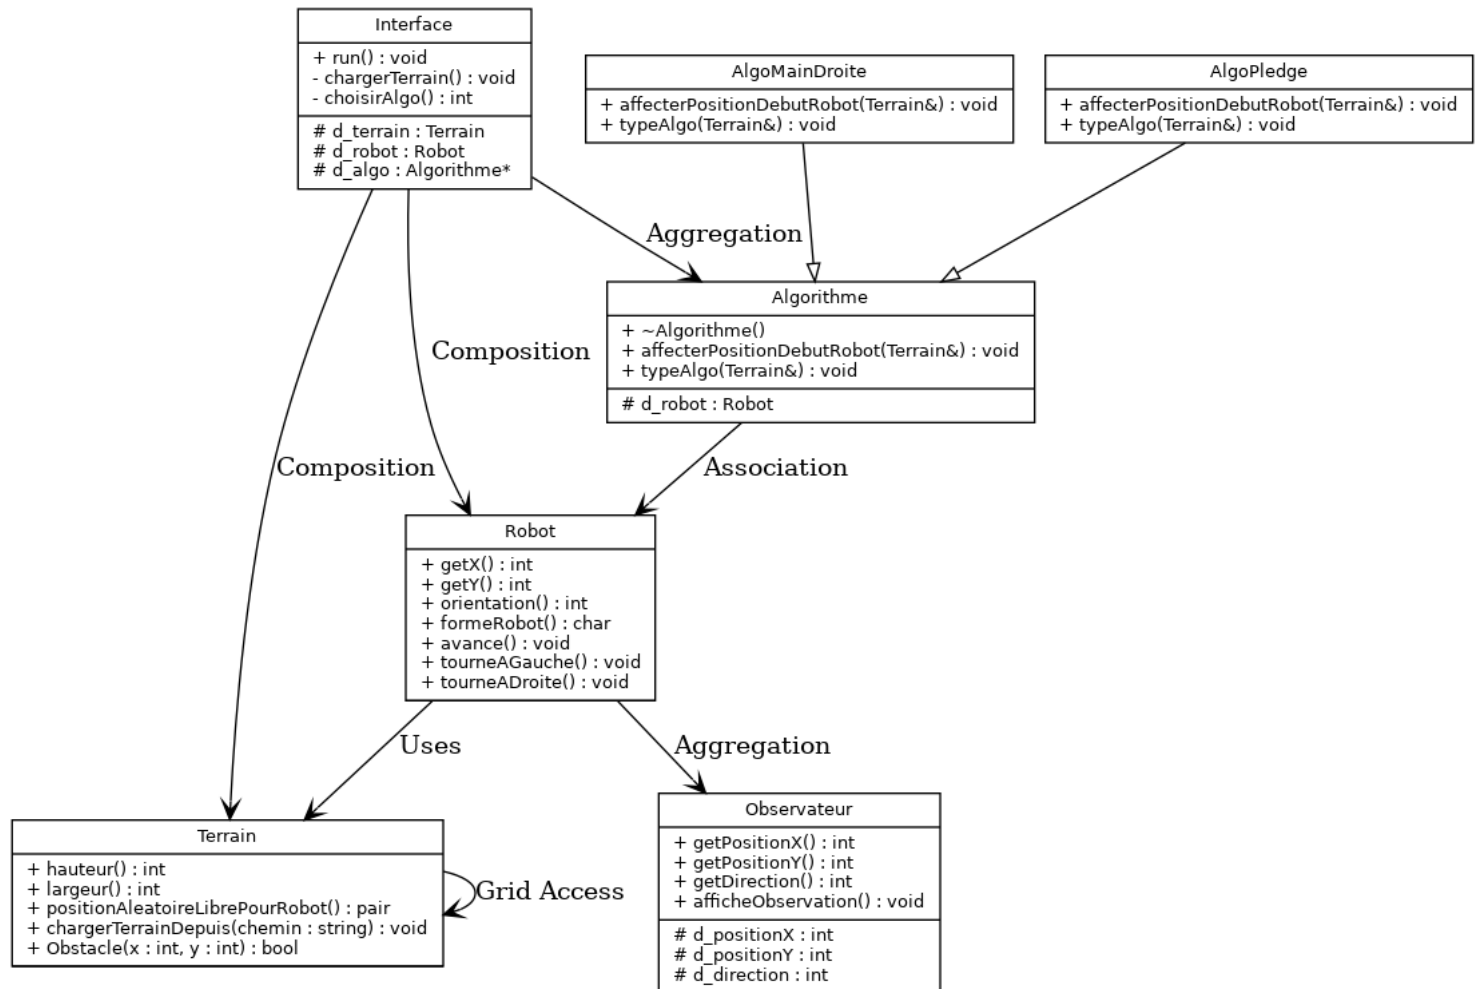 Interface
+ run() : void
- chargerTerrain() : void
- choisirAlgo() : int
# d_terrain : Terrain
# d_robot : Robot
# d_algo : Algorithme*
AlgoMainDroite
+ affecterPositionDebutRobot(Terrain&) : void
+ typeAlgo(Terrain&) : void
AlgoPledge
+ affecterPositionDebutRobot(Terrain&) : void
+ typeAlgo(Terrain&) : void
Aggregation
Algorithme
+ ~Algorithme()
+ affecterPositionDebutRobot(Terrain&) : void
+ typeAlgo(Terrain&) : void
# d_robot : Robot
Composition
Composition
Association
Robot
+ getX() : int
+ getY() : int
+ orientation() : int
+ formeRobot() : char
+ avance() : void
+ tourneAGauche() : void
+ tourneADroite() : void
Uses
Aggregation
Terrain
+ hauteur() : int
+ largeur() : int
+ positionAleatoireLibrePourRobot() : pair
+ chargerTerrainDepuis(chemin : string) : void
+ Obstacle(x : int, y : int) : bool
Grid Access
Observateur
+ getPositionX() : int
+ getPositionY() : int
+ getDirection() : int
+ afficheObservation() : void
# d_positionX : int
# d_positionY : int
# d_direction : int